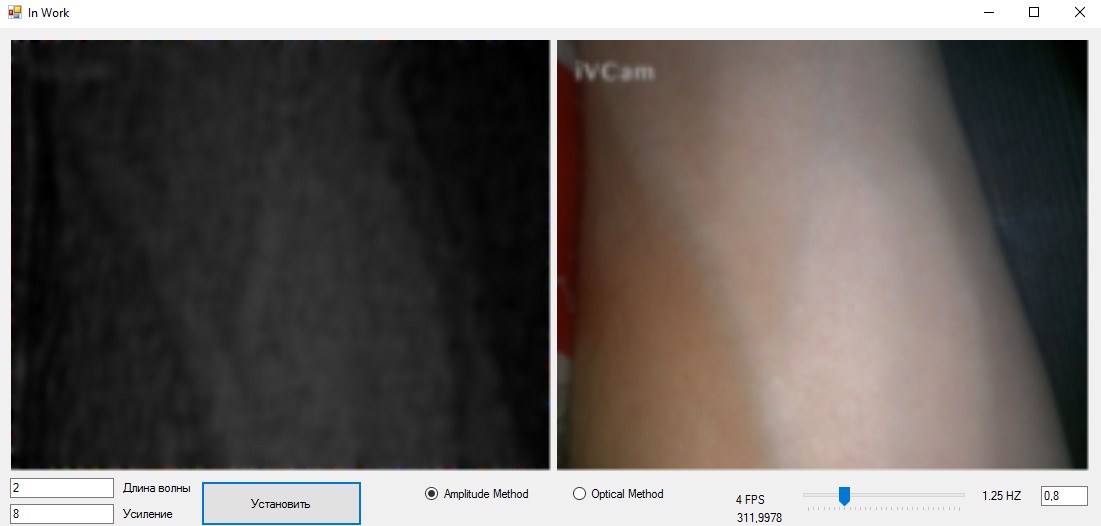 In Work
iVCam
2 Длина волны
8 Усиление
Установить
Amplitude Method
Optical Method
4 FPS
311,9978
1.25 HZ
0,8